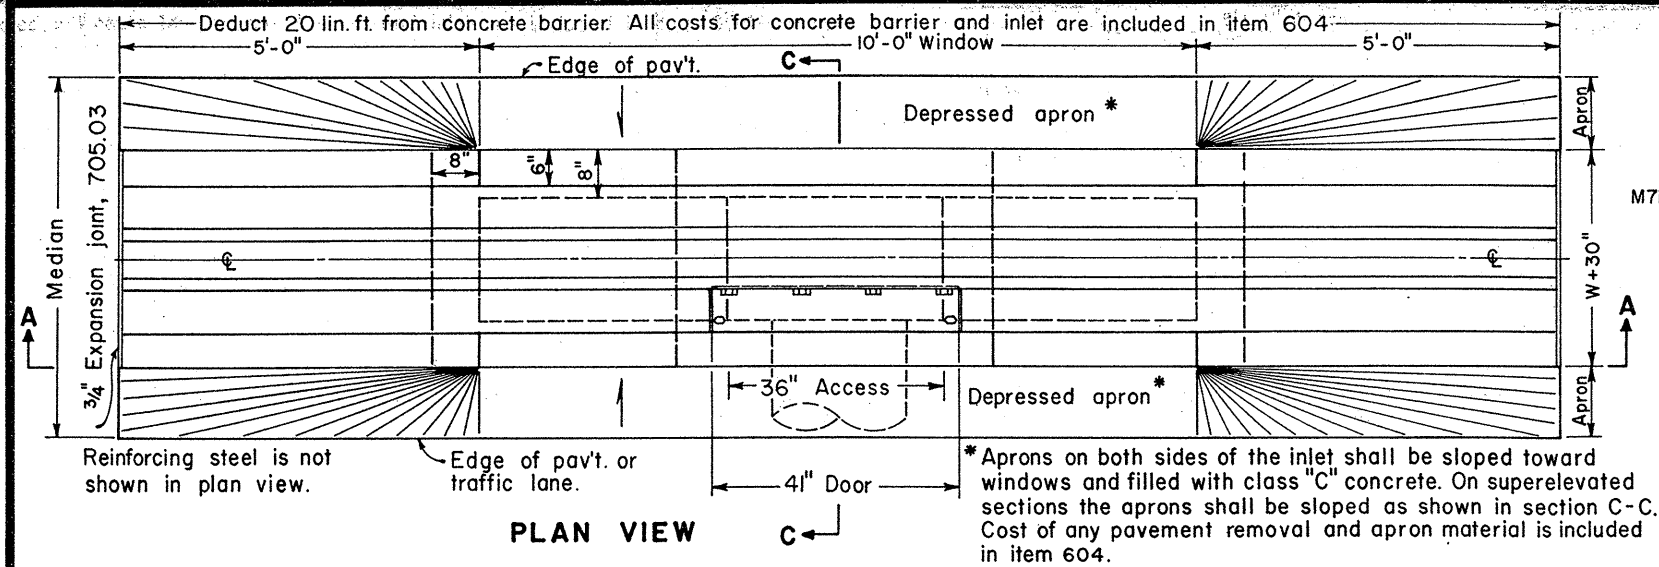 Deduct 20 lin. ft. from concrete barrier. All costs for concrete barrier and inlet are included in item 604
5'-0"
10'-0" Window
5'-0"
Edge of pav't.
C
Depressed apron *
Apron
3/4" Expansion joint, 705.03
8"
6"
8"
M7
Median
℄
℄
W+30"
A
A
36" Access
Depressed apron *
Apron
Reinforcing steel is not
shown in plan view.
Edge of pav't. or
traffic lane.
41" Door
* Aprons on both sides of the inlet shall be sloped toward
windows and filled with class "C" concrete. On superelevated
sections the aprons shall be sloped as shown in section C-C.
Cost of any pavement removal and apron material is included
in item 604.
PLAN VIEW
C